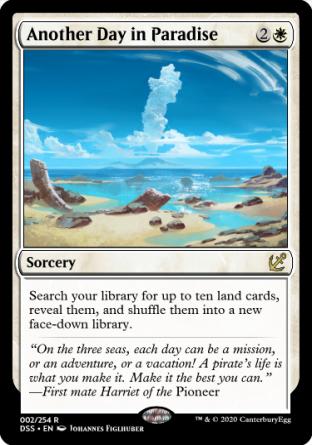 Another Day in Paradise 2
Sorcery
Search your library for up to ten land cards,
reveal them, and shuffle them into a new
face-down library.
"On the three seas, each day can be a mission,
or an adventure, or a vacation! A pirate's life is
what you make it. Make it the best you can."
—First mate Harriet of the Pioneer
002/254 R
DSS • EN Johannes Figlhuber
™ & © 2020 CanterburyEgg